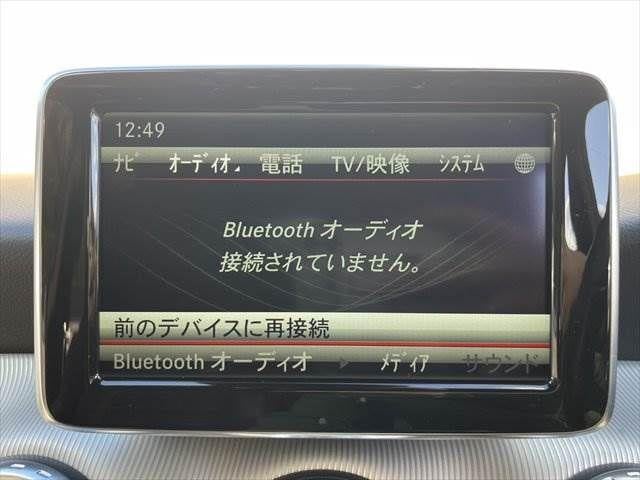 12:49
ﾅﾋﾞ ｵｰﾃﾞｨｵ 電話 TV/映像 ｼｽﾃﾑ
Bluetooth オーディオ
接続されていません。
前のデバイスに再接続
Bluetooth オーディオ ﾒﾃﾞｨｱ サウンド